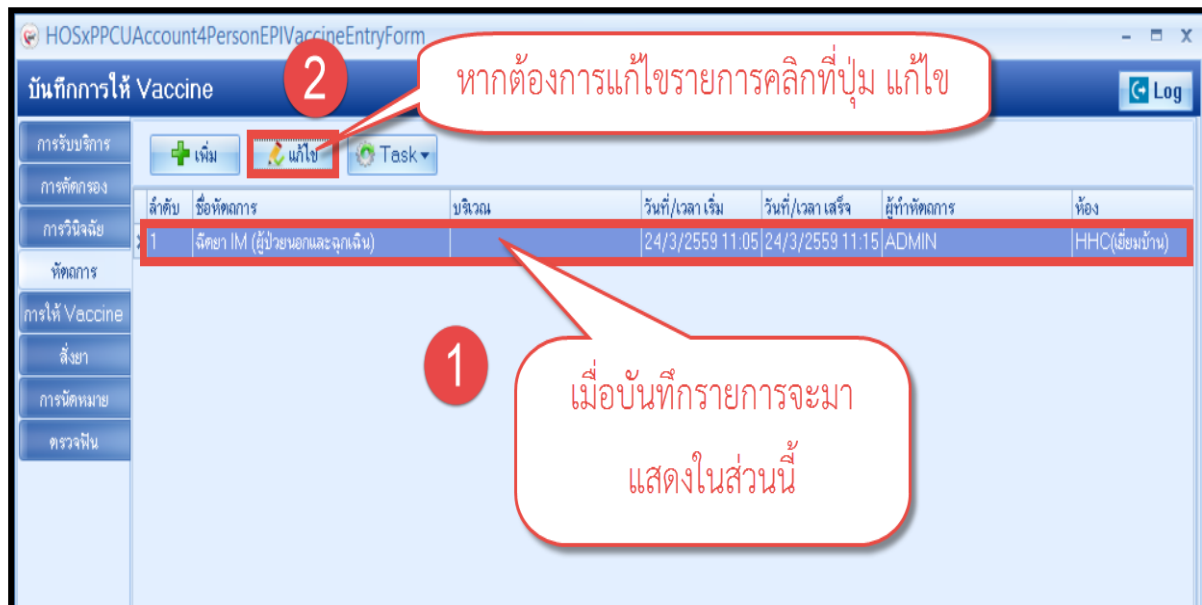 HOSxPPCUAccount4PersonEPIVaccineEntryForm
บันทึกการให้ Vaccine
Log
2
หากต้องการแก้ไขรายการคลิกที่ปุ่ม แก้ไข
การรับบริการ
การคัดกรอง
การวินิจฉัย
หัตถการ
การให้ Vaccine
สั่งยา
การนัดหมาย
ตรวจฟัน
เพิ่ม แก้ไข Task
ลำดับ ชื่อหัตถการ บริเวณ วันที่/เวลา เริ่ม วันที่/เวลา เสร็จ ผู้ทำหัตถการ ห้อง
1 ฉีดยา IM (ผู้ป่วยนอกและฉุกเฉิน) 24/3/2559 11:05 24/3/2559 11:15 ADMIN HHC(เยี่ยมบ้าน)
1
เมื่อบันทึกรายการจะมา
แสดงในส่วนนี้